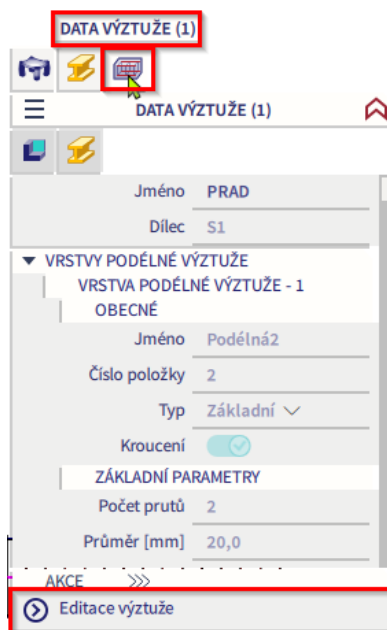 DATA VÝZTUŽE (1)
DATA VÝZTUŽE (1)
Jméno PRAD
Dílec S1
VRSTVY PODÉLNÉ VÝZTUŽE
VRSTVA PODÉLNÉ VÝZTUŽE - 1
OBECNÉ
Jméno Podélná2
Číslo položky 2
Typ Základní
Kroucení
ZÁKLADNÍ PARAMETRY
Počet prutů 2
Průměr [mm] 20,0
AKCE >>>
Editace výztuže